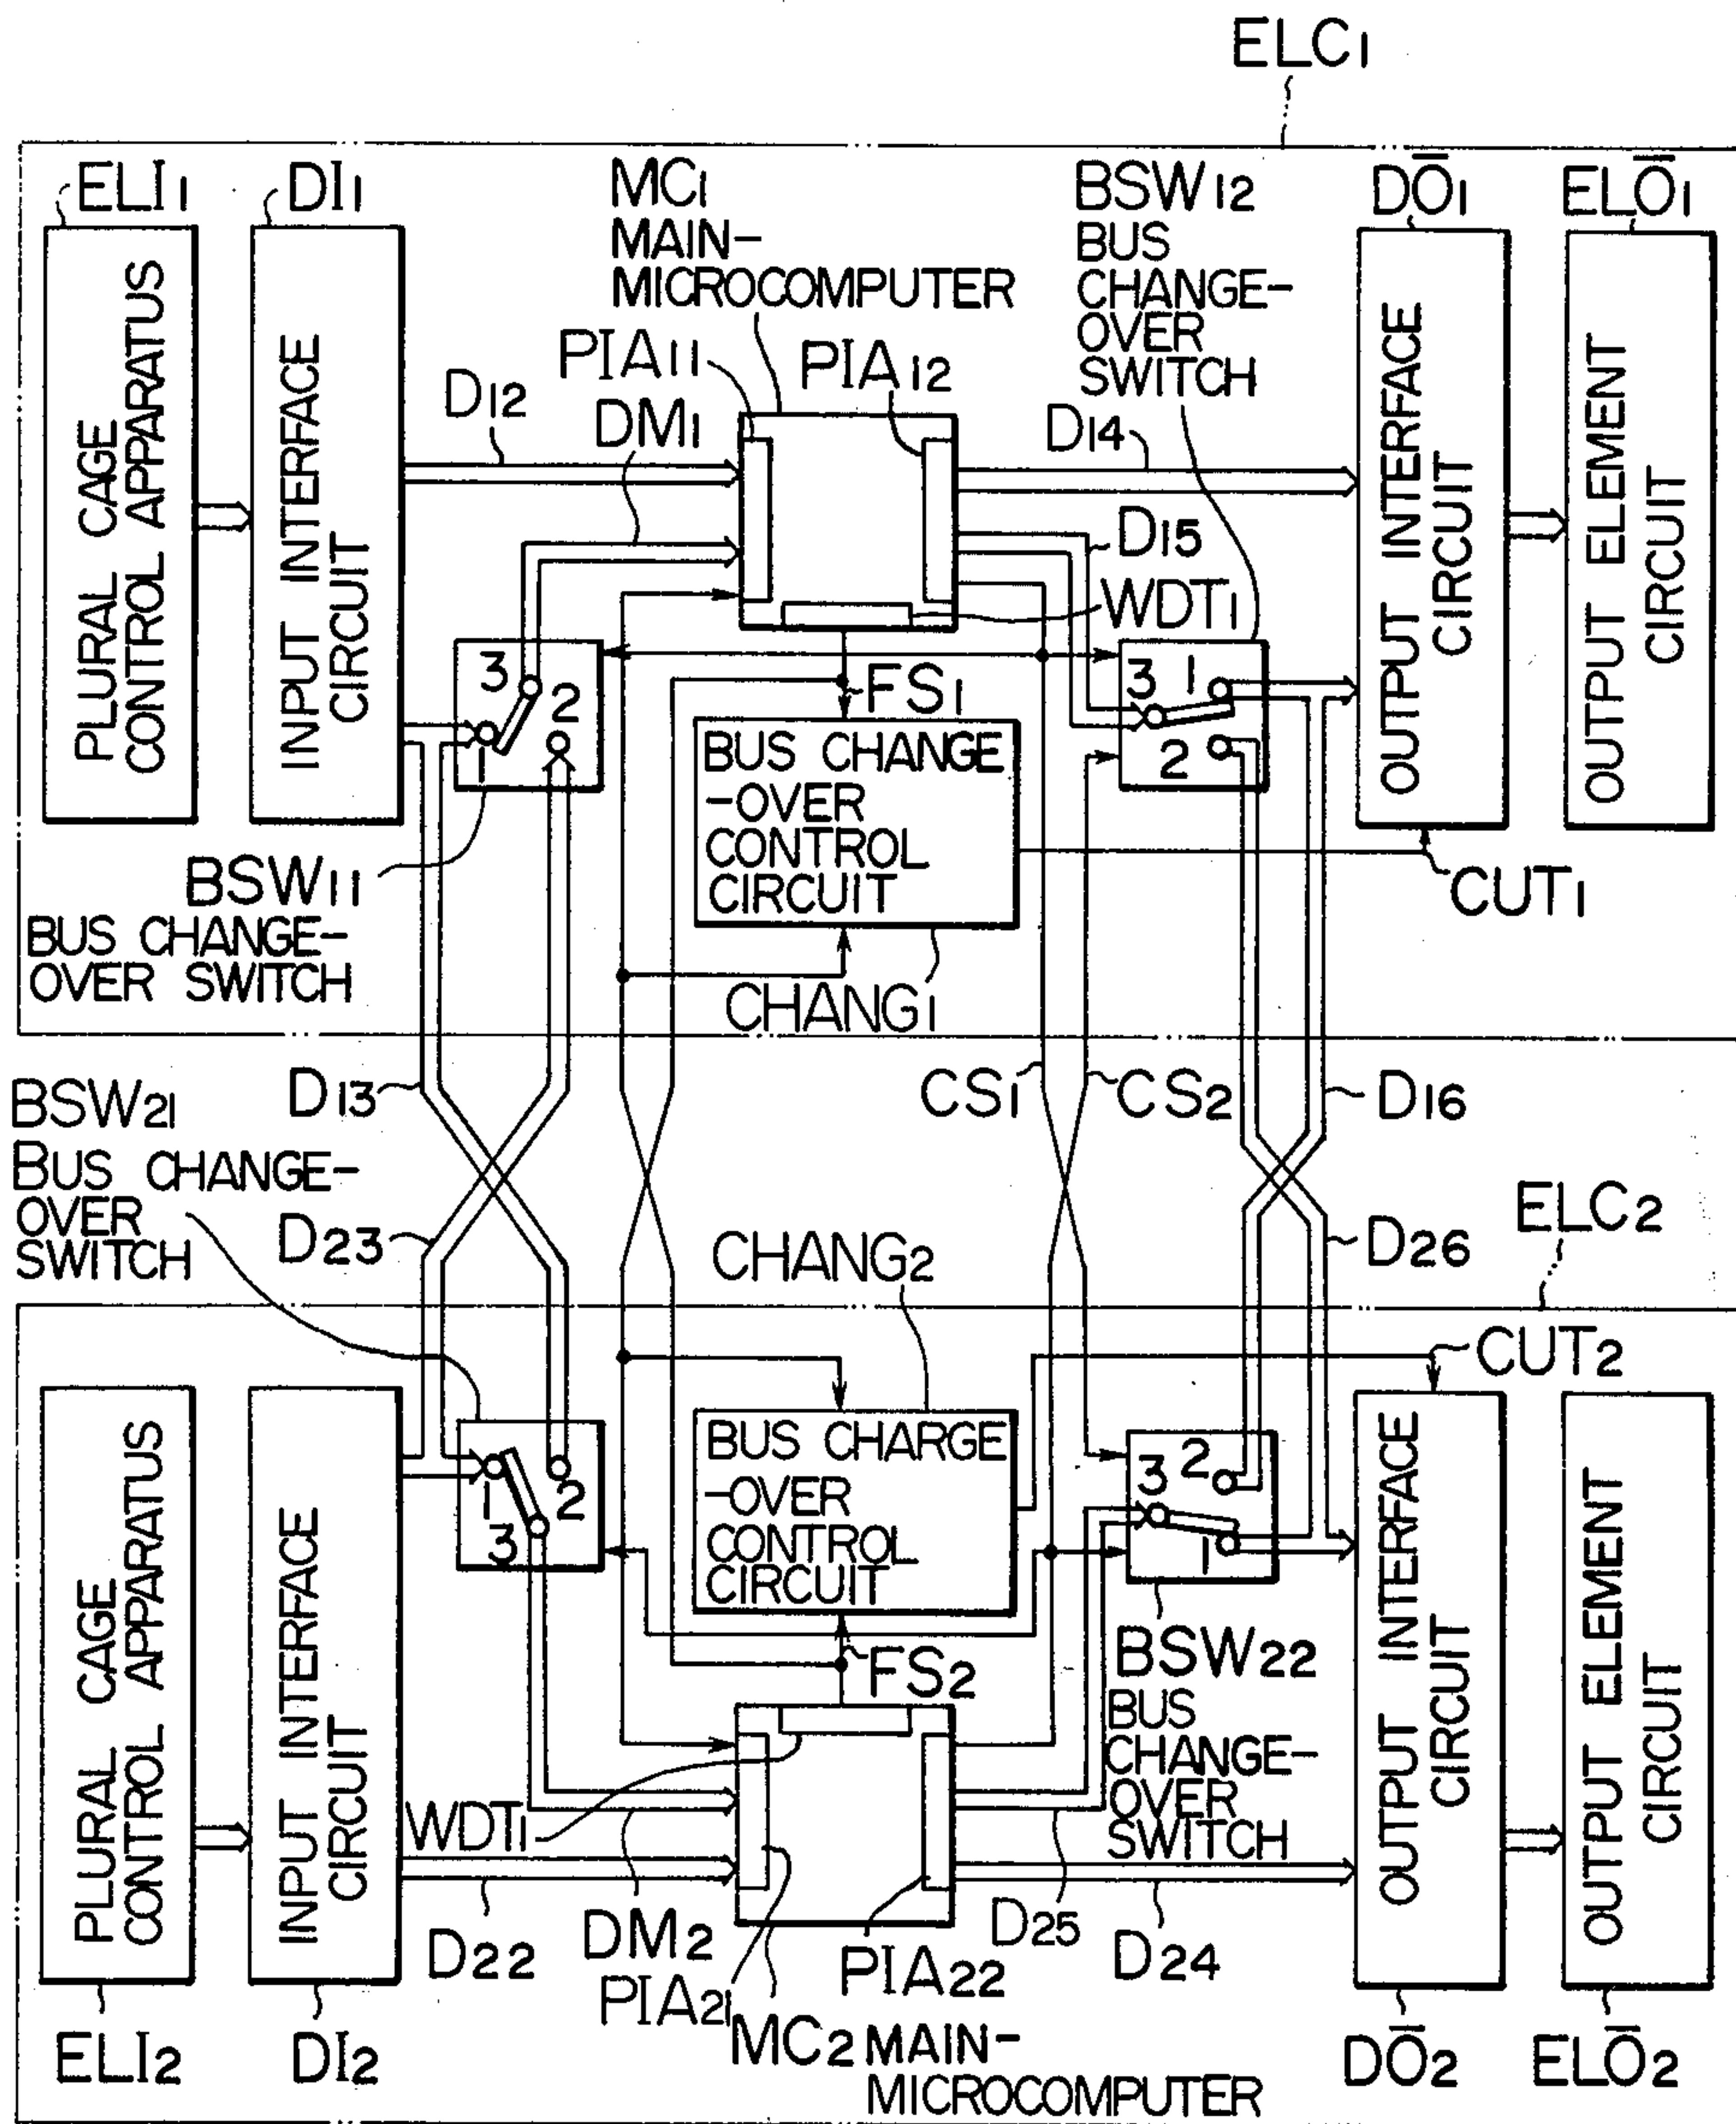 ELC1
ELI1
DI1
MC1
MAIN-
MICROCOMPUTER
BSW12
BUS
CHANGE-
OVER
SWITCH
DŌ1
ELŌ1
PLURAL CAGE
CONTROL APPARATUS
INPUT INTERFACE
CIRCUIT
D12
DM1
PIA11
PIA12
D14
D15
WDT1
OUTPUT INTERFACE
CIRCUIT
OUTPUT ELEMENT
CIRCUIT
3
2
1
FS1
3
1
2
BUS CHANGE
-OVER
CONTROL
CIRCUIT
BSW11
BUS CHANGE-
OVER SWITCH
CUT1
CHANG1
D13
CS1
CS2
D16
BSW21
BUS CHANGE-
OVER
SWITCH
D23
CHANG2
D26
ELC2
CUT2
PLURAL CAGE
CONTROL APPARATUS
INPUT INTERFACE
CIRCUIT
1
2
3
BUS CHARGE
-OVER
CONTROL
CIRCUIT
3
2
1
OUTPUT INTERFACE
CIRCUIT
OUTPUT ELEMENT
CIRCUIT
FS2
BSW22
BUS
CHANGE-
OVER
SWITCH
WDT1
D22
DM2
PIA21
PIA22
D25
D24
ELI2
DI2
MC2 MAIN-
MICROCOMPUTER
DŌ2
ELŌ2